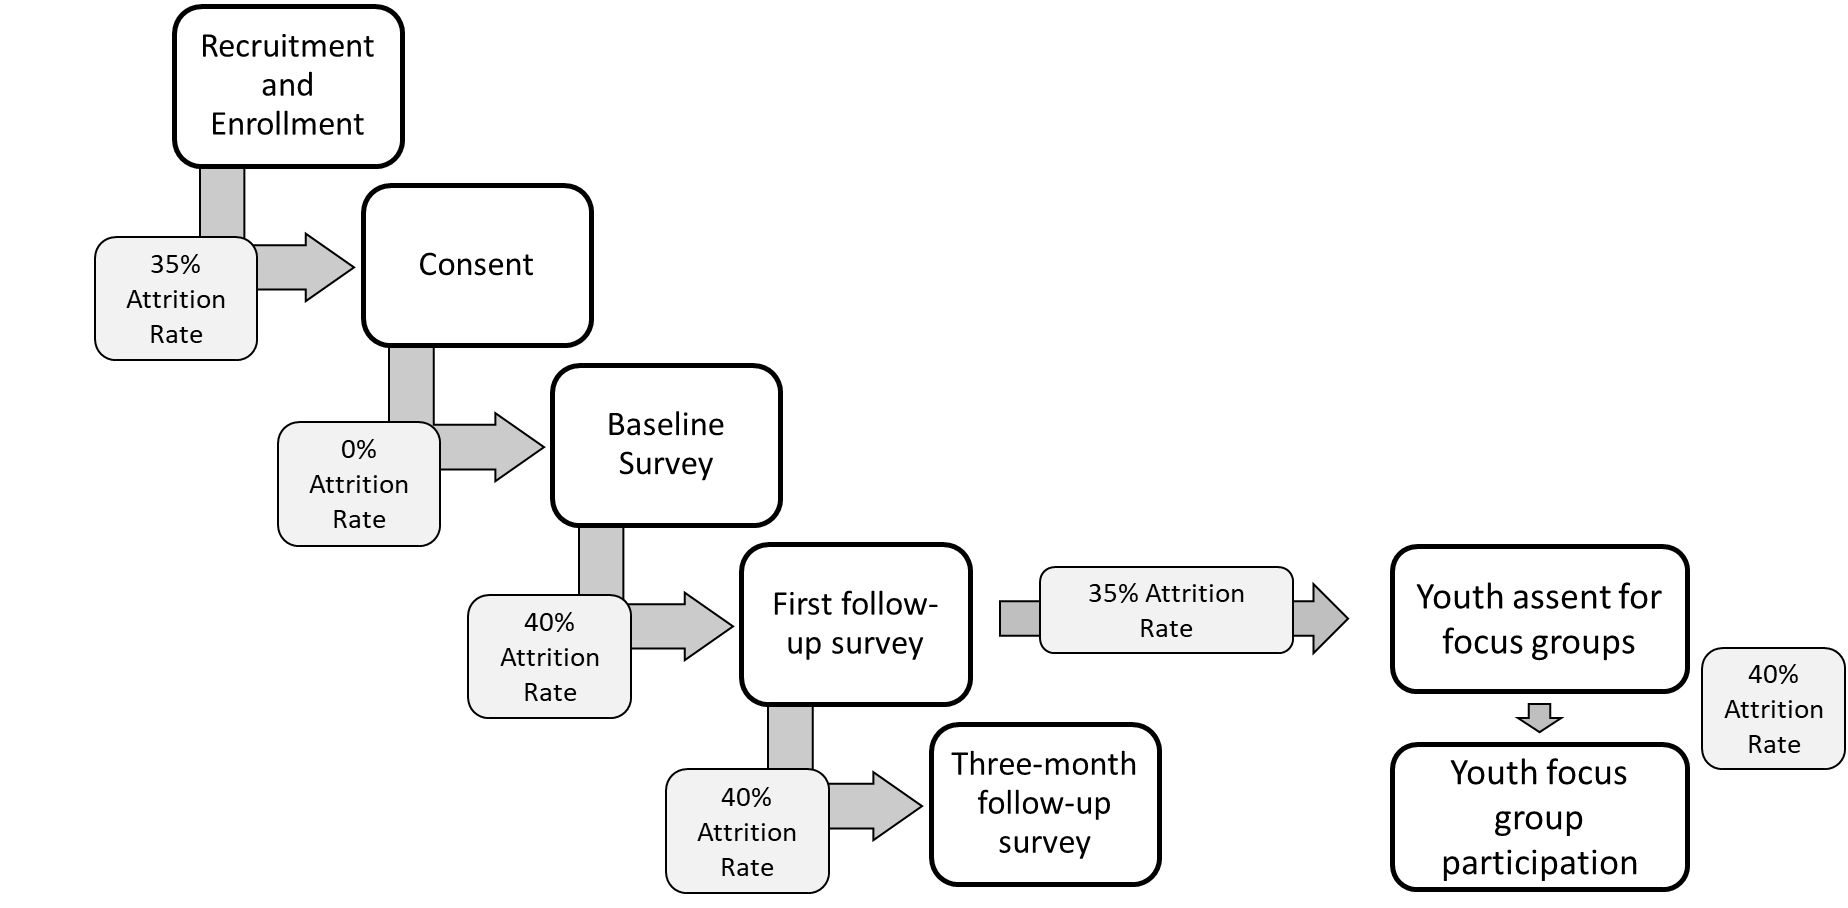 Recruitment
and
Enrollment
35%
Attrition
Rate
Consent
0%
Attrition
Rate
Baseline
Survey
40%
Attrition
Rate
First follow-
up survey
35% Attrition
Rate
Youth assent for
focus groups
40%
Attrition
Rate
40%
Attrition
Rate
Three-month
follow-up
survey
Youth focus
group
participation